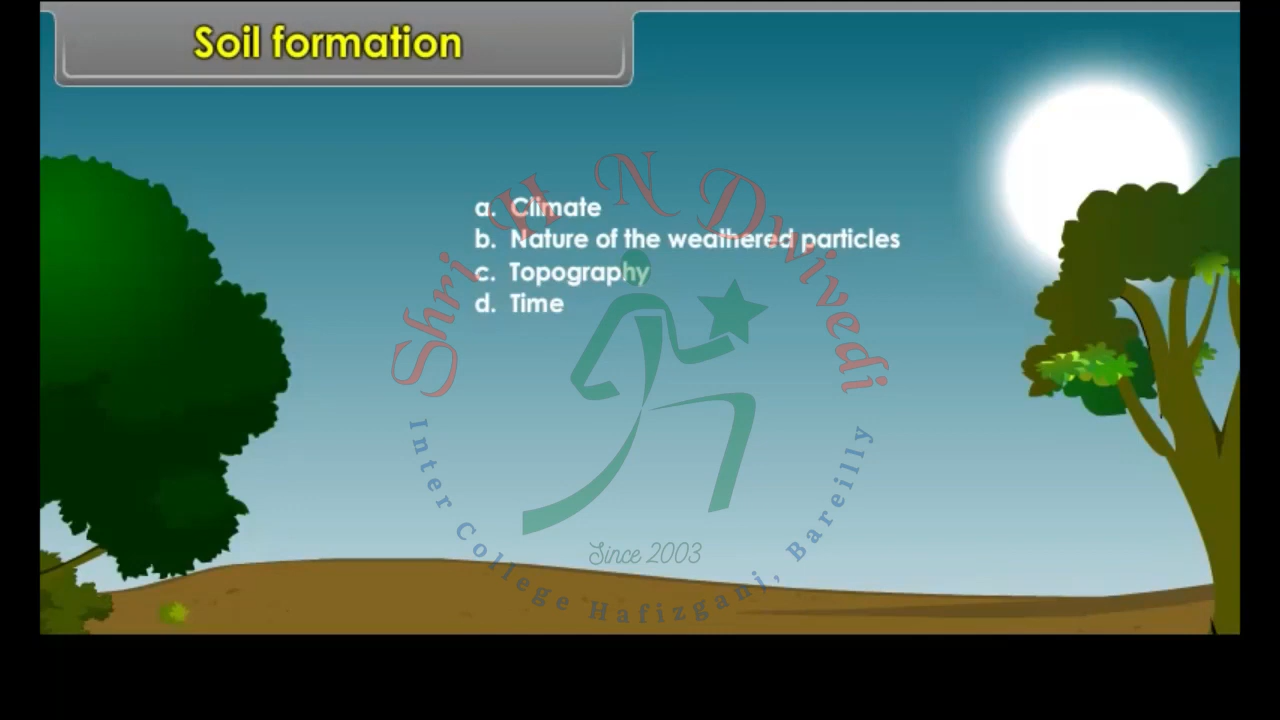 Soil formation
a. Climate
b. Nature of the weathered particles
c. Topography
d. Time
Shri H N Dwivedi
Inter College Hafizganj, Bareilly
Since 2003